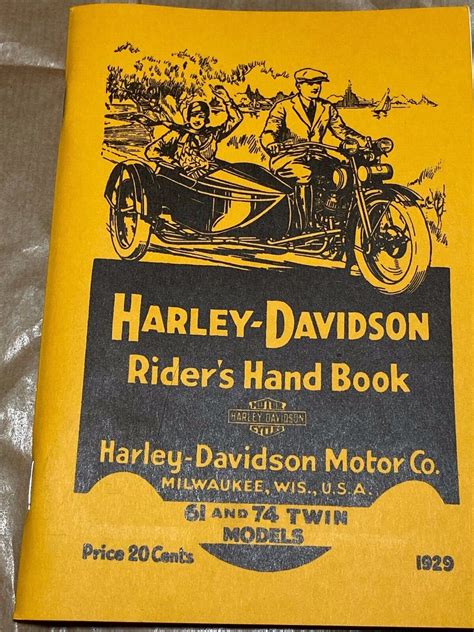 HARLEY-DAVIDSON
Rider's Hand Book
MOTOR
HARLEY-DAVIDSON
CYCLES
Harley-Davidson Motor Co.
MILWAUKEE, WIS., U.S.A.
61 AND 74 TWIN
MODELS
Price 20 Cents
1929